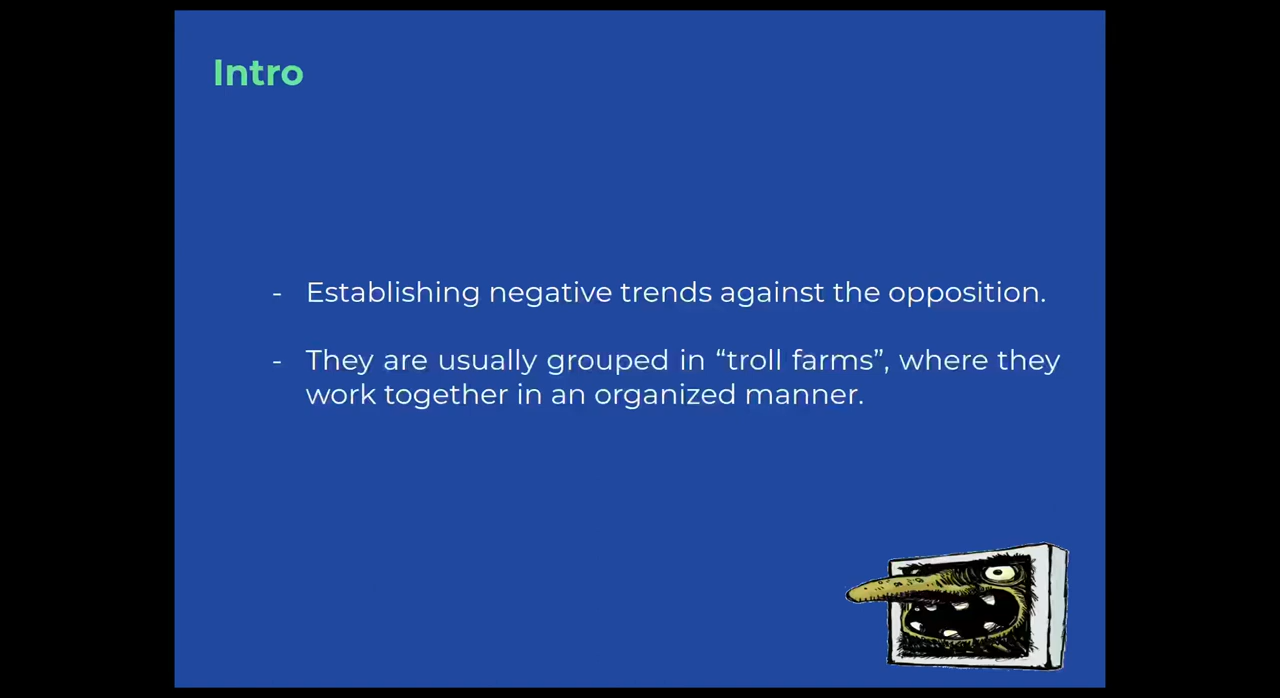 Intro
- Establishing negative trends against the opposition.
- They are usually grouped in “troll farms”, where they
work together in an organized manner.